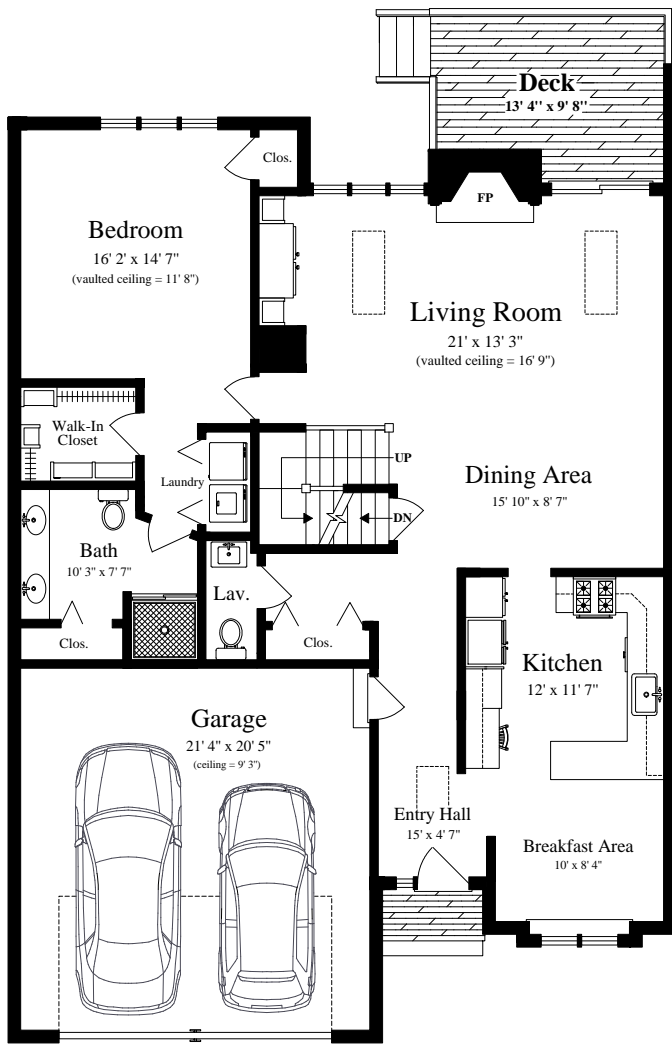 Deck
13' 4" x 9' 8"
Clos.
FP
Bedroom
16' 2' x 14' 7"
(vaulted ceiling = 11' 8")
Living Room
21' x 13' 3"
(vaulted ceiling = 16' 9")
Walk-In
Closet
Laundry
UP
DN
Dining Area
15' 10" x 8' 7"
Bath
10' 3" x 7' 7"
Clos.
Lav.
Clos.
Kitchen
12' x 11' 7"
Garage
21' 4" x 20' 5"
(ceiling = 9' 3")
Entry Hall
15' x 4' 7"
Breakfast Area
10' x 8' 4"